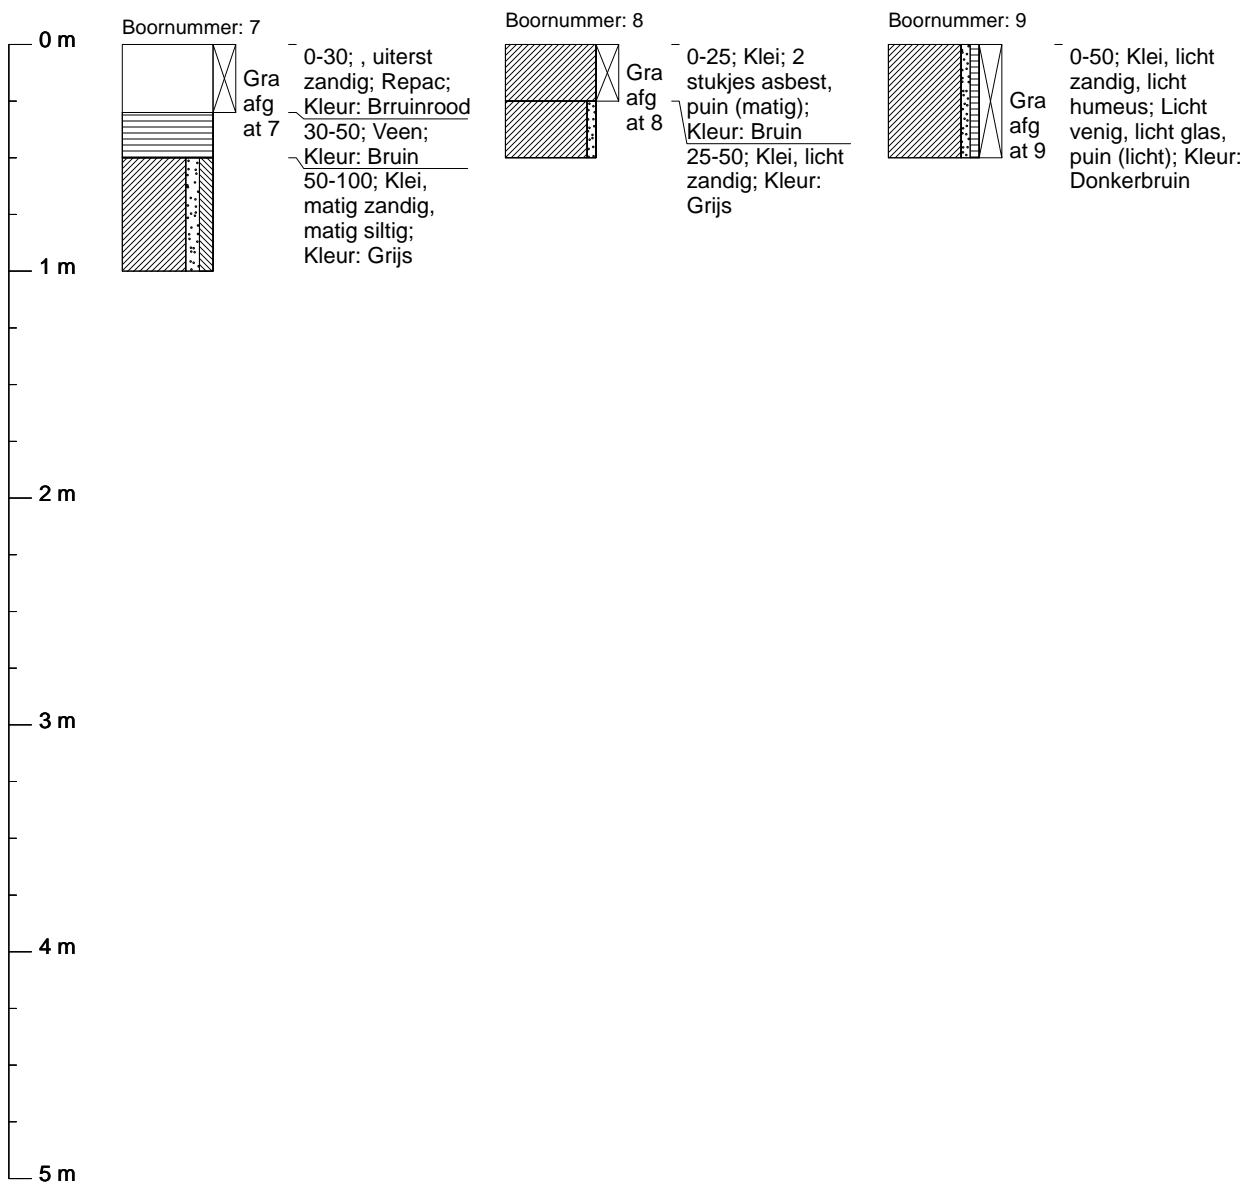 Boornummer: 7
0-30; , uiterst
zandig; Repac;
Kleur: Brruinrood
30-50; Veen;
Kleur: Bruin
50-100; Klei,
matig zandig,
matig siltig;
Kleur: Grijs
Gra
afg
at 7
Boornummer: 8
0-25; Klei; 2
stukjes asbest,
puin (matig);
Kleur: Bruin
25-50; Klei, licht
zandig; Kleur:
Grijs
Gra
afg
at 8
Boornummer: 9
0-50; Klei, licht
zandig, licht
humeus; Licht
venig, licht glas,
puin (licht); Kleur:
Donkerbruin
Gra
afg
at 9
0 m
1 m
2 m
3 m
4 m
5 m